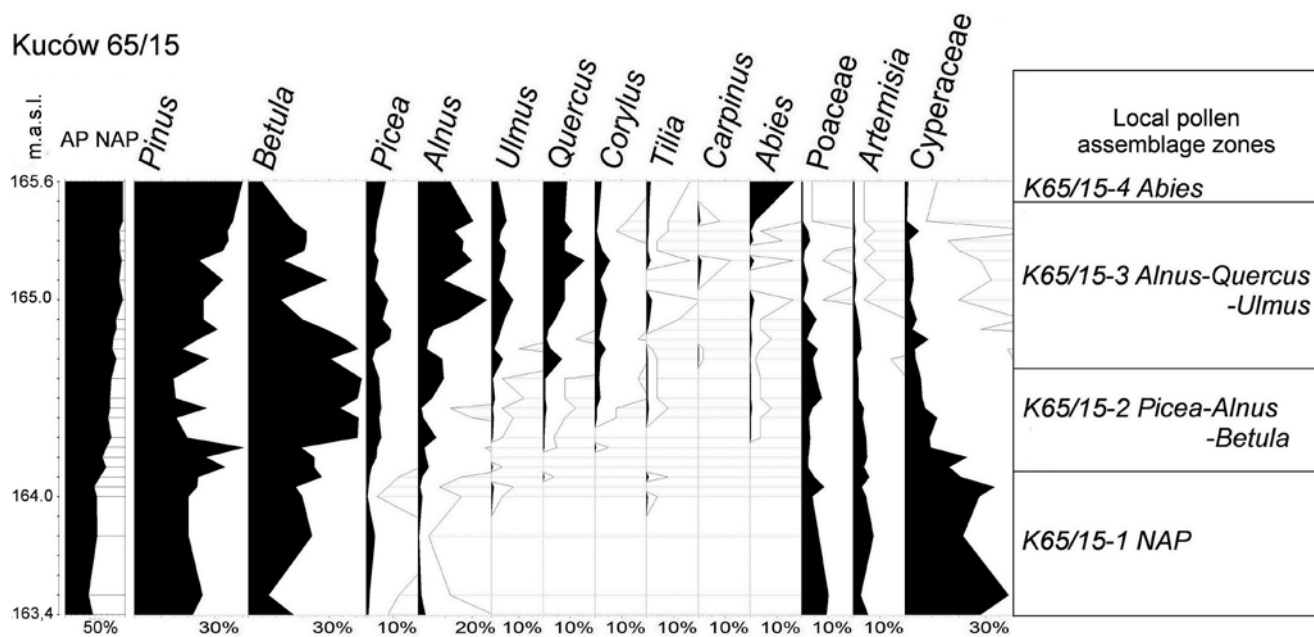 Kuców 65/15
m.a.s.l.
AP NAP
Pinus
Betula
Picea
Alnus
Ulmus
Quercus
Corylus
Tilia
Carpinus
Abies
Poaceae
Artemisia
Cyperaceae
Local pollen
assemblage zones
165.6
K65/15-4 Abies
K65/15-3 Alnus-Quercus
-Ulmus
165.0
K65/15-2 Picea-Alnus
-Betula
164.0
K65/15-1 NAP
163,4
50% 30% 30% 10% 20% 10% 10% 10% 10% 10% 10% 10% 10% 30%